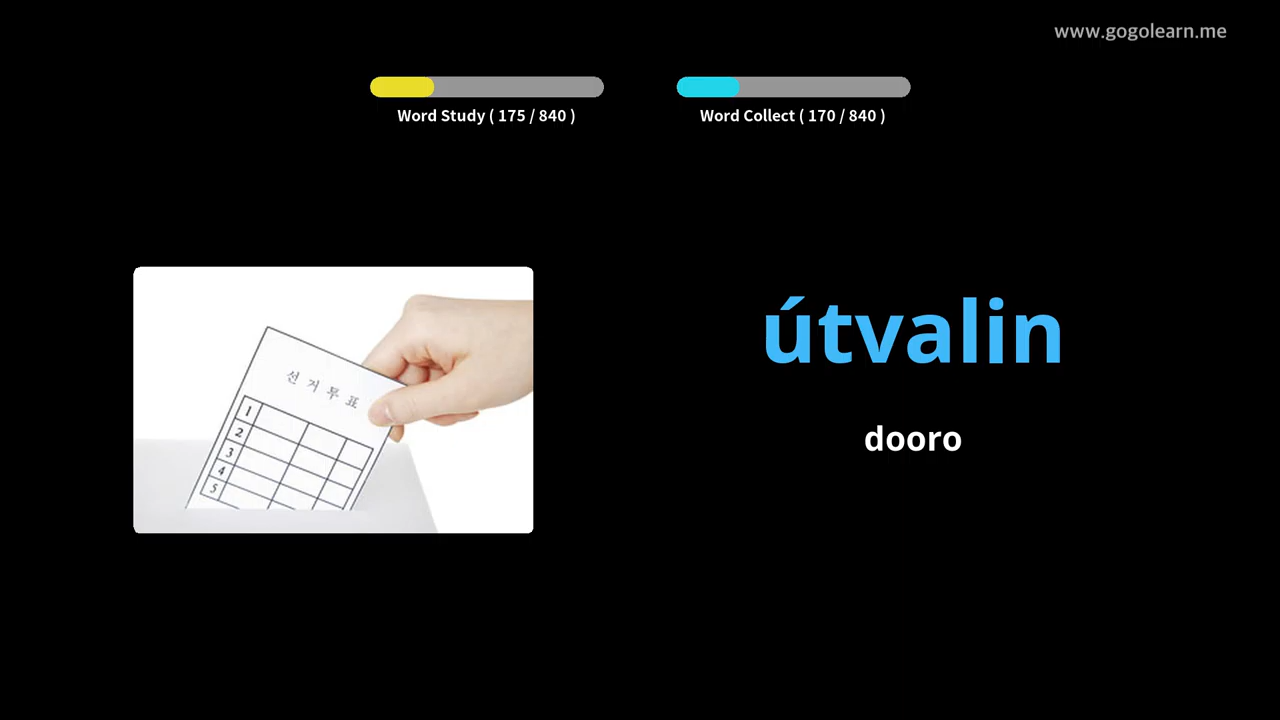 www.gogolearn.me
Word Study ( 175 / 840 )
Word Collect ( 170 / 840 )
선거투표
1
2
3
4
5
útvalin
dooro